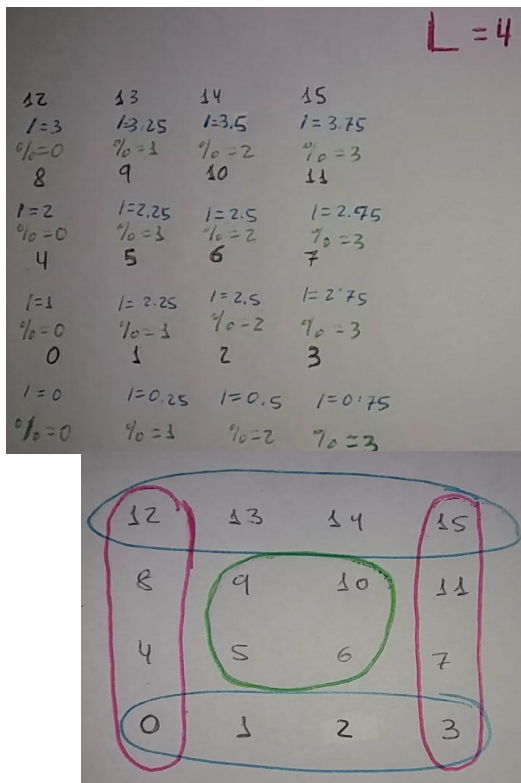 L = 4
12 13 14 15
/=3 /=3.25 /=3.5 /=3.75
%=0 %=1 %=2 %=3
8 9 10 11
/=2 /=2.25 /=2.5 /=2.75
%=0 %=1 %=2 %=3
4 5 6 7
/=1 /=2.25 /=2.5 /=2.75
%=0 %=1 %=2 %=3
0 1 2 3
/=0 /=0.25 /=0.5 /=0.75
%=0 %=1 %=2 %=3
12 13 14 15
8 9 10 11
4 5 6 7
0 1 2 3